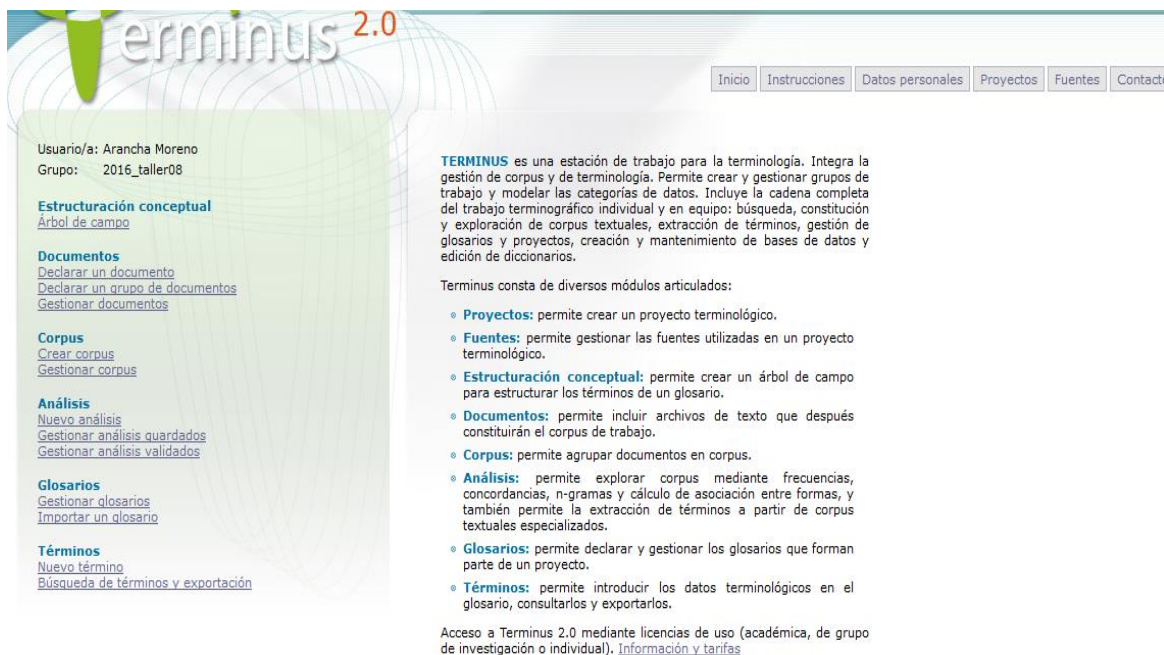 erminus 2.0
Inicio Instrucciones Datos personales Proyectos Fuentes
Usuario/a: Arancha Moreno
Grupo: 2016_taller08
Estructuración conceptual
Árbol de campo
Documentos
Declarar un documento
Declarar un grupo de documentos
Gestionar documentos
Corpus
Crear corpus
Gestionar corpus
Análisis
Nuevo análisis
Gestionar análisis guardados
Gestionar análisis validados
Glosarios
Gestionar glosarios
Importar un glosario
Términos
Nuevo término
Búsqueda de términos y exportación
TERMINUS es una estación de trabajo para la terminología. Integra la
gestión de corpus y de terminología. Permite crear y gestionar grupos de
trabajo y modelar las categorías de datos. Incluye la cadena completa
del trabajo terminográfico individual y en equipo: búsqueda, constitución
y exploración de corpus textuales, extracción de términos, gestión de
glosarios y proyectos, creación y mantenimiento de bases de datos y
edición de diccionarios.
Terminus consta de diversos módulos articulados:
Proyectos: permite crear un proyecto terminológico.
Fuentes: permite gestionar las fuentes utilizadas en un proyecto
terminológico.
Estructuración conceptual: permite crear un árbol de campo
para estructurar los términos de un glosario.
Documentos: permite incluir archivos de texto que después
constituirán el corpus de trabajo.
Corpus: permite agrupar documentos en corpus.
Análisis: permite explorar corpus mediante frecuencias,
concordancias, n-gramas y cálculo de asociación entre formas, y
también permite la extracción de términos a partir de corpus
textuales especializados.
Glosarios: permite declarar y gestionar los glosarios que forman
parte de un proyecto.
Términos: permite introducir los datos terminológicos en el
glosario, consultarlos y exportarlos.
Acceso a Terminus 2.0 mediante licencias de uso (académica, de grupo
de investigación o individual). Información y tarifas